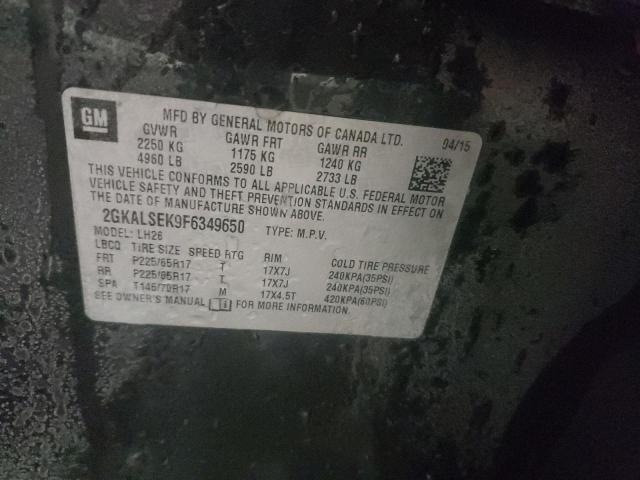 GM
MFD BY GENERAL MOTORS OF CANADA LTD.
04/15
GVWR GAWR FRT GAWR RR
2250 KG 1175 KG 1240 KG
4960 LB 2590 LB 2733 LB
THIS VEHICLE CONFORMS TO ALL APPLICABLE U.S. FEDERAL MOTOR
VEHICLE SAFETY AND THEFT PREVENTION STANDARDS IN EFFECT ON
THE DATE OF MANUFACTURE SHOWN ABOVE.
2GKALSEK9F6349650 TYPE: M.P.V.
MODEL: LH26
LBCQ TIRE SIZE SPEED RTG RIM COLD TIRE PRESSURE
FRT P225/65R17 T 17X7J 240KPA(35PSI)
RR P225/65R17 T 17X7J 240KPA(35PSI)
SPA T145/70R17 M 17X4.5T 420KPA(60PSI)
SEE OWNER'S MANUAL FOR MORE INFORMATION.